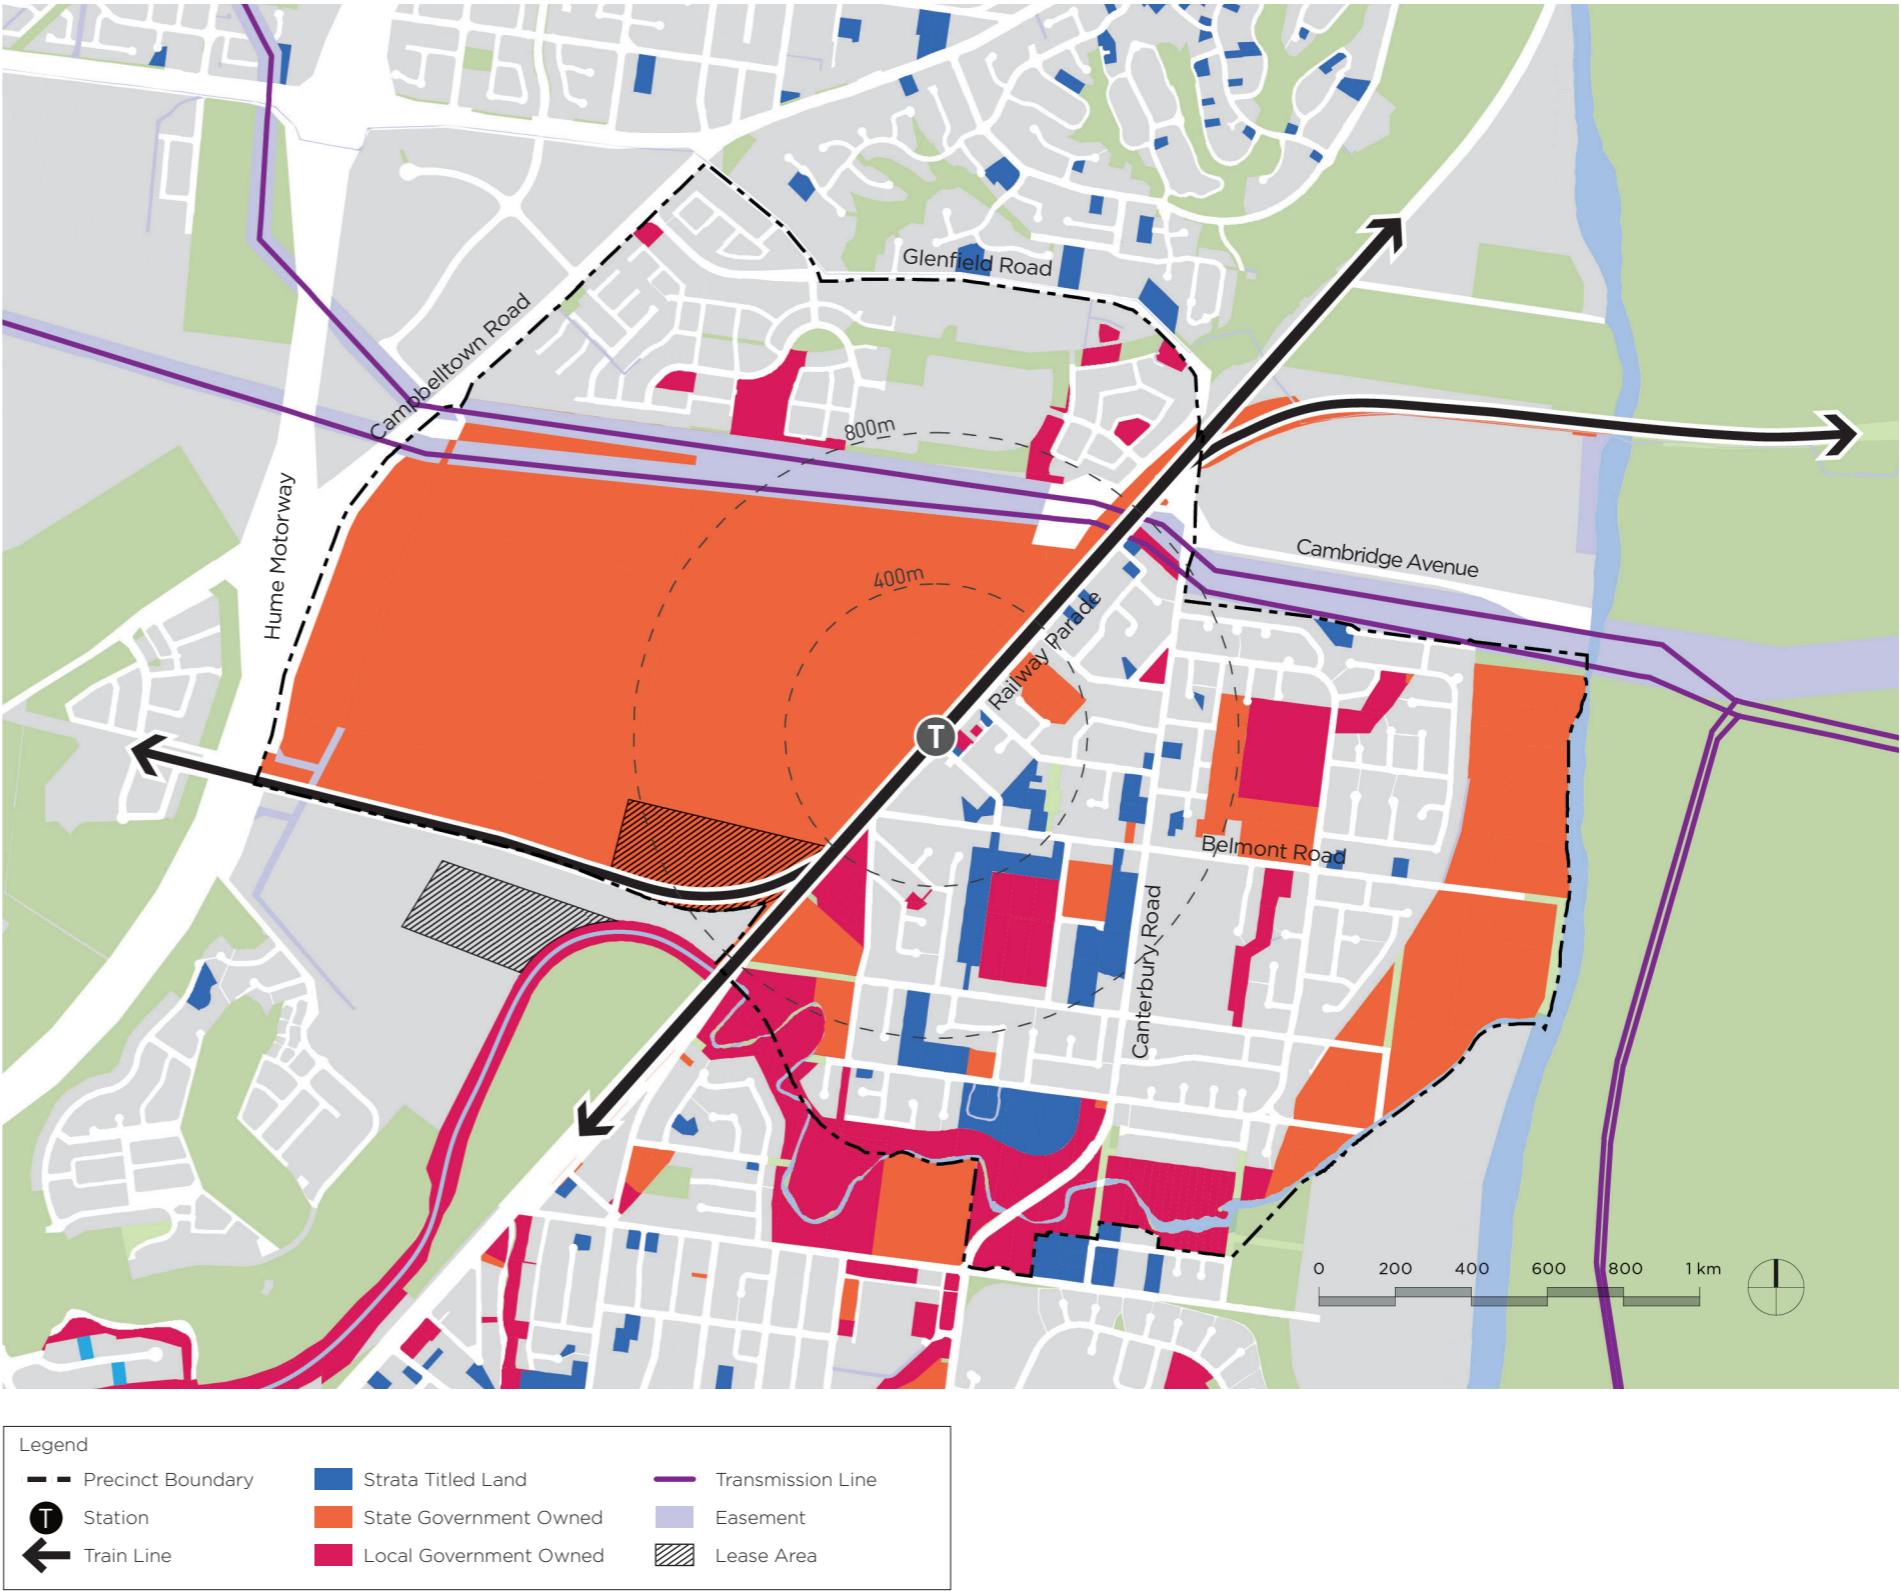 Glenfield Road
Campbelltown Road
800m
Hume Motorway
Cambridge Avenue
400m
Railway Parade
T
Belmont Road
Canterbury Road
0 200 400 600 800 1 km
Legend
Precinct Boundary
Strata Titled Land
Transmission Line
T
Station
State Government Owned
Easement
Train Line
Local Government Owned
Lease Area